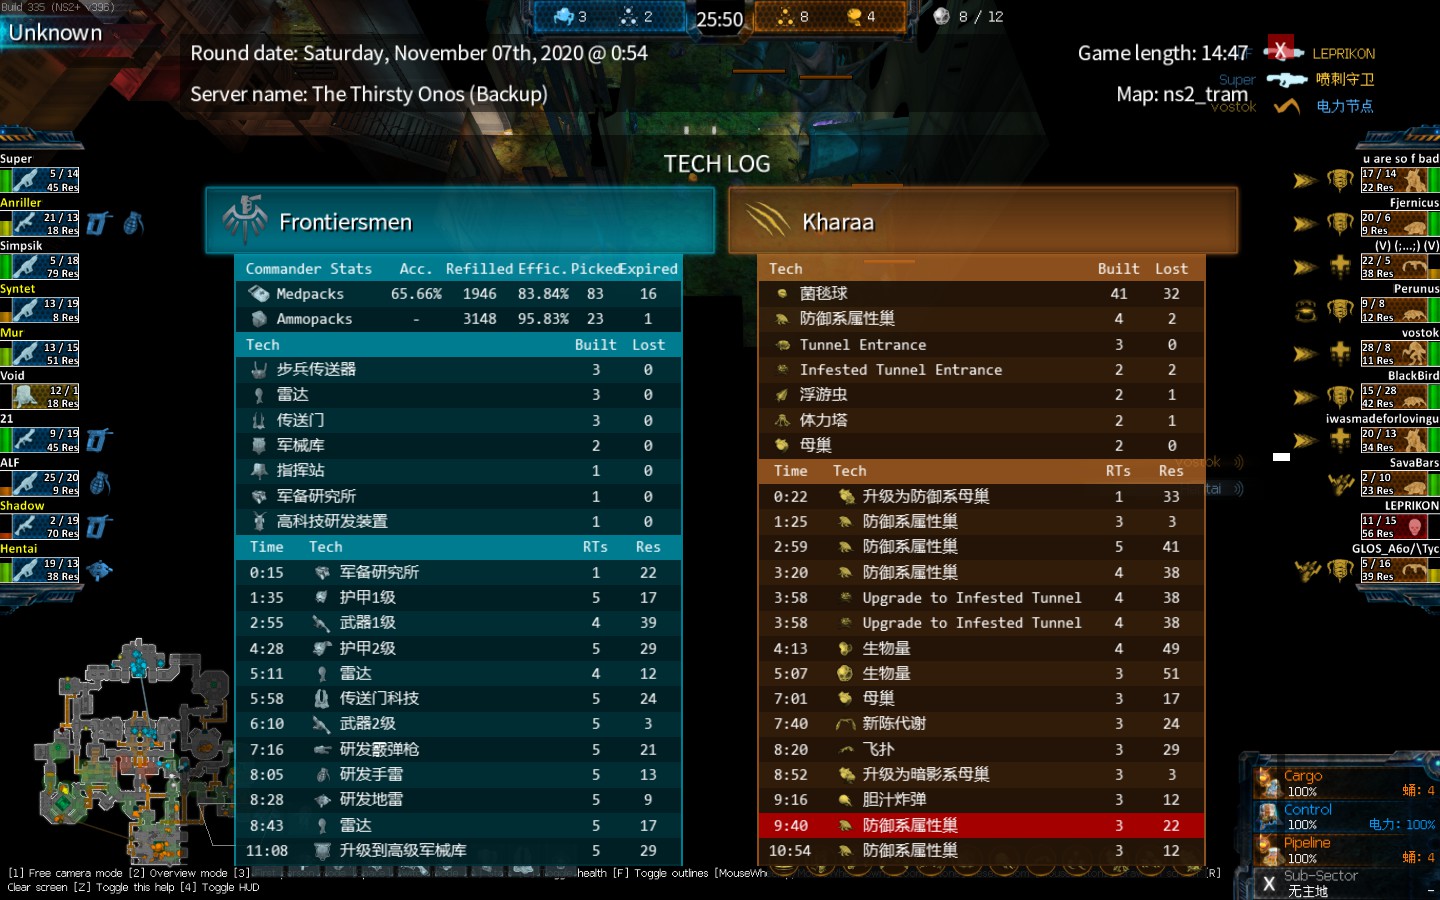 Build 335 (NS2+ v396)
Unknown
3 2 25:50 8 4 8 / 12
Round date: Saturday, November 07th, 2020 @ 0:54
Game length: 14:47
LEPRIKON
Super 喷刺守卫
Server name: The Thirsty Onos (Backup)
Map: ns2_tram
vostok 电力节点
TECH LOG
Super
5 / 14
45 Res
Anriller
21 / 13
18 Res
Simpsik
5 / 18
79 Res
Syntet
13 / 19
8 Res
Mur
13 / 15
51 Res
Void
12 / 1
18 Res
21
9 / 19
45 Res
ALF
25 / 20
9 Res
Shadow
2 / 19
70 Res
Hentai
19 / 13
38 Res
Frontiersmen
Commander Stats Acc. Refilled Effic. Picked Expired
Medpacks 65.66% 1946 83.84% 83 16
Ammopacks - 3148 95.83% 23 1
Tech Built Lost
步兵传送器 3 0
雷达 3 0
传送门 3 0
军械库 2 0
指挥站 1 0
军备研究所 1 0
高科技研发装置 1 0
Time Tech RTs Res
0:15 军备研究所 1 22
1:35 护甲1级 5 17
2:55 武器1级 4 39
4:28 护甲2级 5 29
5:11 雷达 4 12
5:58 传送门科技 5 24
6:10 武器2级 5 3
7:16 研发霰弹枪 5 21
8:05 研发手雷 5 13
8:28 研发地雷 5 9
8:43 雷达 5 17
11:08 升级到高级军械库 5 29
Kharaa
Tech Built Lost
菌毯球 41 32
防御系属性巢 4 2
Tunnel Entrance 3 0
Infested Tunnel Entrance 2 2
浮游虫 2 1
体力塔 2 1
母巢 2 0
Time Tech RTs Res
0:22 升级为防御系母巢 1 33
1:25 防御系属性巢 3 3
2:59 防御系属性巢 5 41
3:20 防御系属性巢 4 38
3:58 Upgrade to Infested Tunnel 4 38
3:58 Upgrade to Infested Tunnel 4 38
4:13 生物量 4 49
5:07 生物量 3 51
7:01 母巢 3 17
7:40 新陈代谢 3 24
8:20 飞扑 3 29
8:52 升级为暗影系母巢 3 3
9:16 胆汁炸弹 3 12
9:40 防御系属性巢 3 22
10:54 防御系属性巢 3 12
vostok
tai
u are so f bad
17 / 14
22 Res
Fjernicus
20 / 6
9 Res
(V) (;,,,;) (V)
22 / 5
38 Res
Perunus
9 / 8
12 Res
vostok
28 / 8
11 Res
BlackBird
15 / 28
42 Res
iwasmadeforlovingu
20 / 13
34 Res
SavaBars
2 / 10
23 Res
LEPRIKON
11 / 15
56 Res
GLOS_A6o/\Tyc
5 / 16
39 Res
Cargo
100% 蛹: 4
Control
100% 电力: 100%
Pipeline
100% 蛹: 4
Sub-Sector
X 无主地 -
[1] Free camera mode [2] Overview mode [3] health [F] Toggle outlines [MouseWh [R]
Clear screen [Z] Toggle this help [4] Toggle HUD